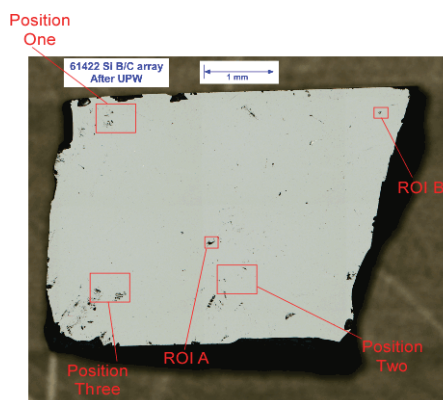 Position
One
61422 SI B/C array
After UPW
1 mm
ROI B
Position
Three
ROI A
Position
Two